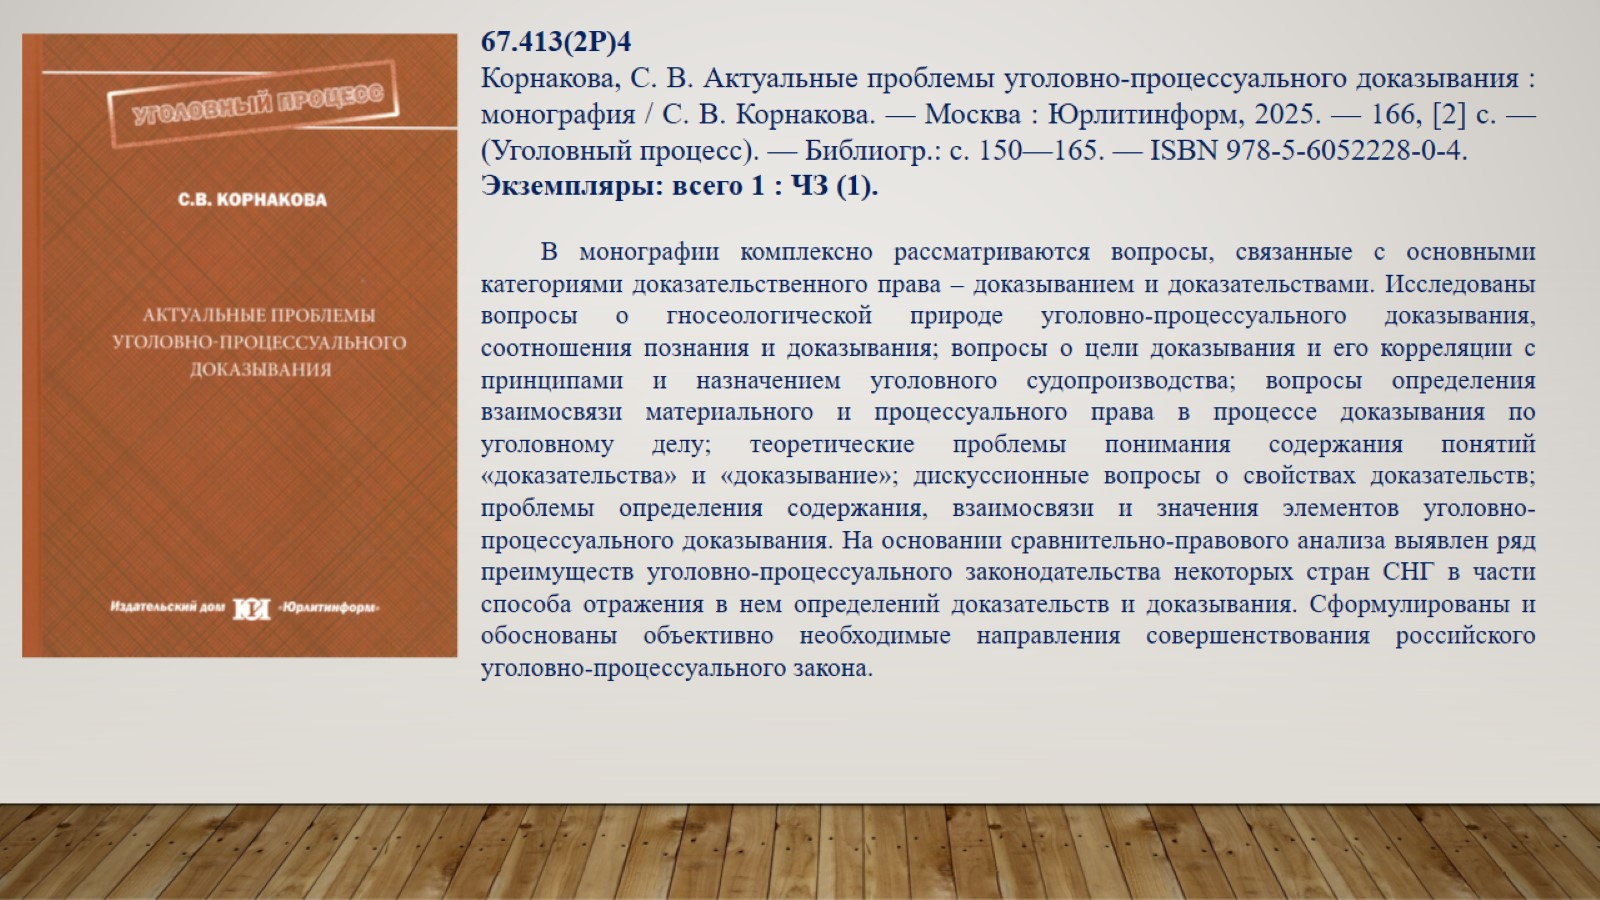 УГОЛОВНЫЙ ПРОЦЕСС
С.В. КОРНАКОВА
АКТУАЛЬНЫЕ ПРОБЛЕМЫ
УГОЛОВНО-ПРОЦЕССУАЛЬНОГО
ДОКАЗЫВАНИЯ
Издательский дом «Юрлитинформ»
67.413(2Р)4
Корнакова, С. В. Актуальные проблемы уголовно-процессуального доказывания :
монография / С. В. Корнакова. — Москва : Юрлитинформ, 2025. — 166, [2] с. —
(Уголовный процесс). — Библиогр.: с. 150—165. — ISBN 978-5-6052228-0-4.
Экземпляры: всего 1 : ЧЗ (1).
В монографии комплексно рассматриваются вопросы, связанные с основными
категориями доказательственного права – доказыванием и доказательствами. Исследованы
вопросы о гносеологической природе уголовно-процессуального доказывания,
соотношения познания и доказывания; вопросы о цели доказывания и его корреляции с
принципами и назначением уголовного судопроизводства; вопросы определения
взаимосвязи материального и процессуального права в процессе доказывания по
уголовному делу; теоретические проблемы понимания содержания понятий
«доказательства» и «доказывание»; дискуссионные вопросы о свойствах доказательств;
проблемы определения содержания, взаимосвязи и значения элементов уголовно-
процессуального доказывания. На основании сравнительно-правового анализа выявлен ряд
преимуществ уголовно-процессуального законодательства некоторых стран СНГ в части
способа отражения в нем определений доказательств и доказывания. Сформулированы и
обоснованы объективно необходимые направления совершенствования российского
уголовно-процессуального закона.